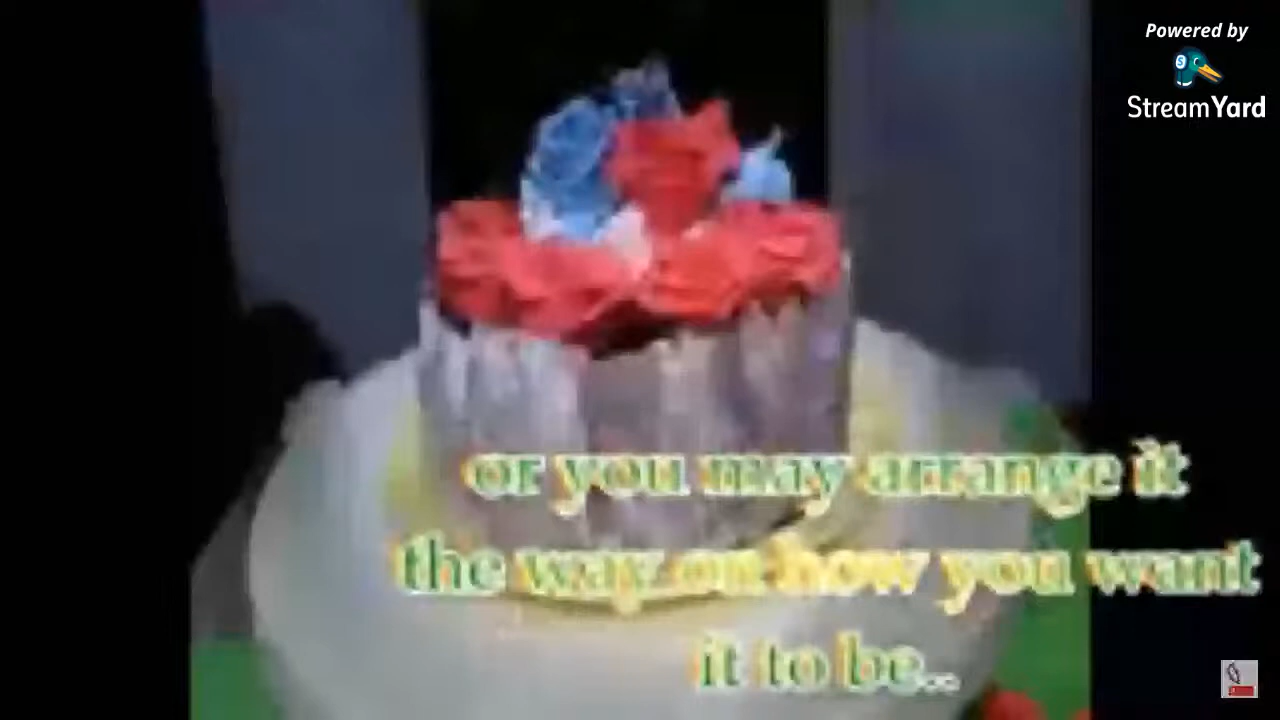 Powered by
StreamYard
or you may arrange it
the way on how you want
it to be..